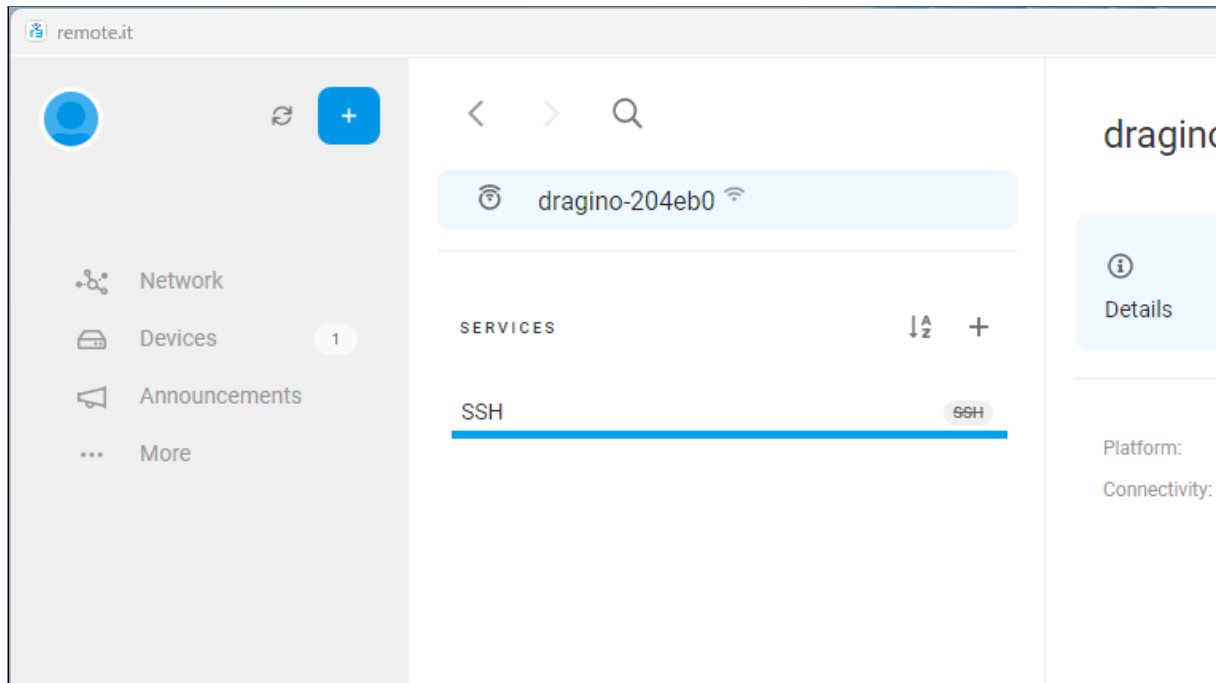 remote.it
+
Network
Devices 1
Announcements
More
dragino-204eb0
SERVICES
SSH SSH
dragino
Details
Platform:
Connectivity: